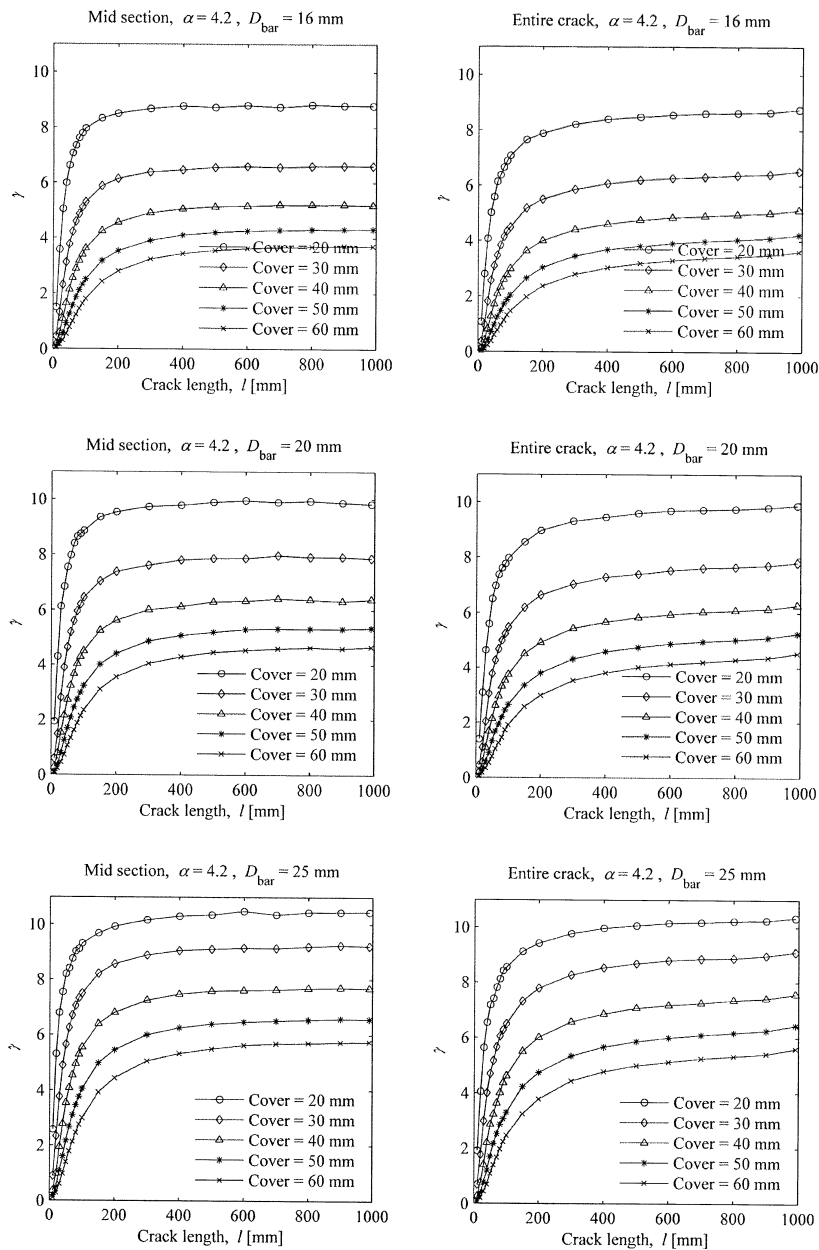 Mid section, α = 4.2 , D_bar = 16 mm
10
8
6
4
2
0
γ
Cover = 20 mm
Cover = 30 mm
Cover = 40 mm
Cover = 50 mm
Cover = 60 mm
0 200 400 600 800 1000
Crack length, l [mm]
Entire crack, α = 4.2 , D_bar = 16 mm
10
8
6
4
2
0
γ
Cover = 20 mm
Cover = 30 mm
Cover = 40 mm
Cover = 50 mm
Cover = 60 mm
0 200 400 600 800 1000
Crack length, l [mm]
Mid section, α = 4.2 , D_bar = 20 mm
10
8
6
4
2
0
γ
Cover = 20 mm
Cover = 30 mm
Cover = 40 mm
Cover = 50 mm
Cover = 60 mm
0 200 400 600 800 1000
Crack length, l [mm]
Entire crack, α = 4.2 , D_bar = 20 mm
10
8
6
4
2
0
γ
Cover = 20 mm
Cover = 30 mm
Cover = 40 mm
Cover = 50 mm
Cover = 60 mm
0 200 400 600 800 1000
Crack length, l [mm]
Mid section, α = 4.2 , D_bar = 25 mm
10
8
6
4
2
0
γ
Cover = 20 mm
Cover = 30 mm
Cover = 40 mm
Cover = 50 mm
Cover = 60 mm
0 200 400 600 800 1000
Crack length, l [mm]
Entire crack, α = 4.2 , D_bar = 25 mm
10
8
6
4
2
0
γ
Cover = 20 mm
Cover = 30 mm
Cover = 40 mm
Cover = 50 mm
Cover = 60 mm
0 200 400 600 800 1000
Crack length, l [mm]